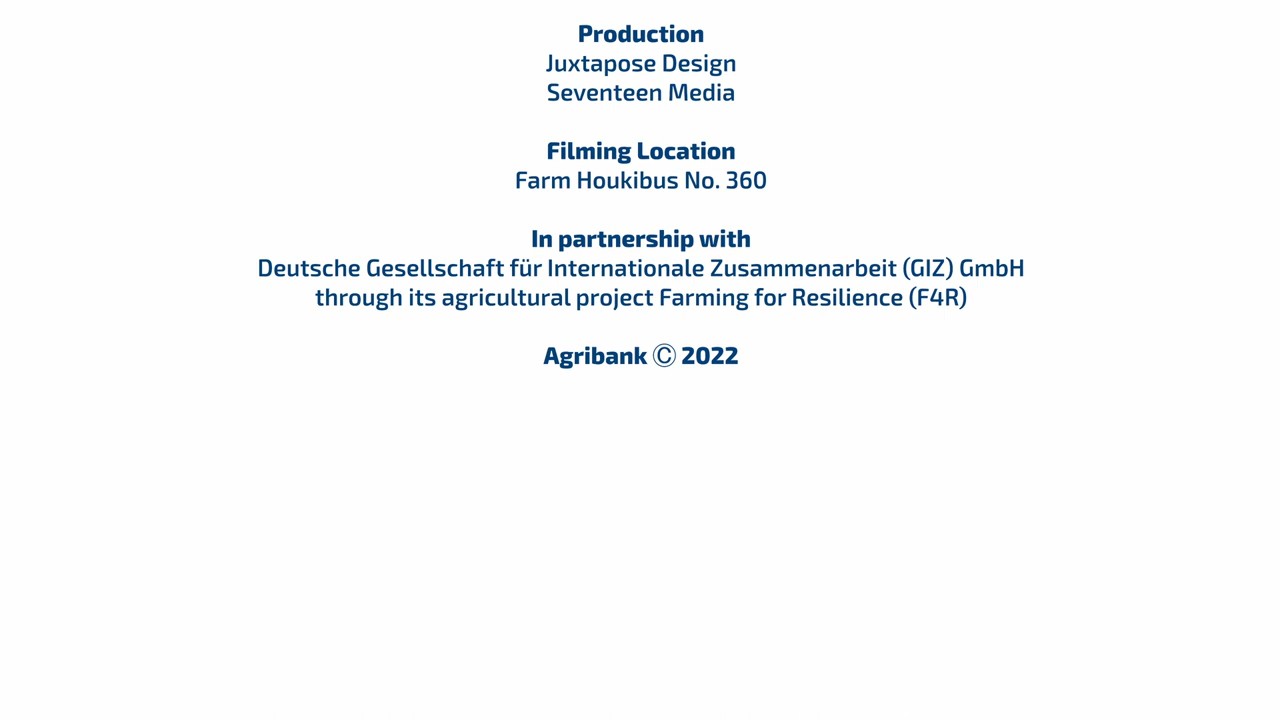 Production
Juxtapose Design
Seventeen Media
Filming Location
Farm Houkibus No. 360
In partnership with
Deutsche Gesellschaft für Internationale Zusammenarbeit (GIZ) GmbH
through its agricultural project Farming for Resilience (F4R)
Agribank © 2022